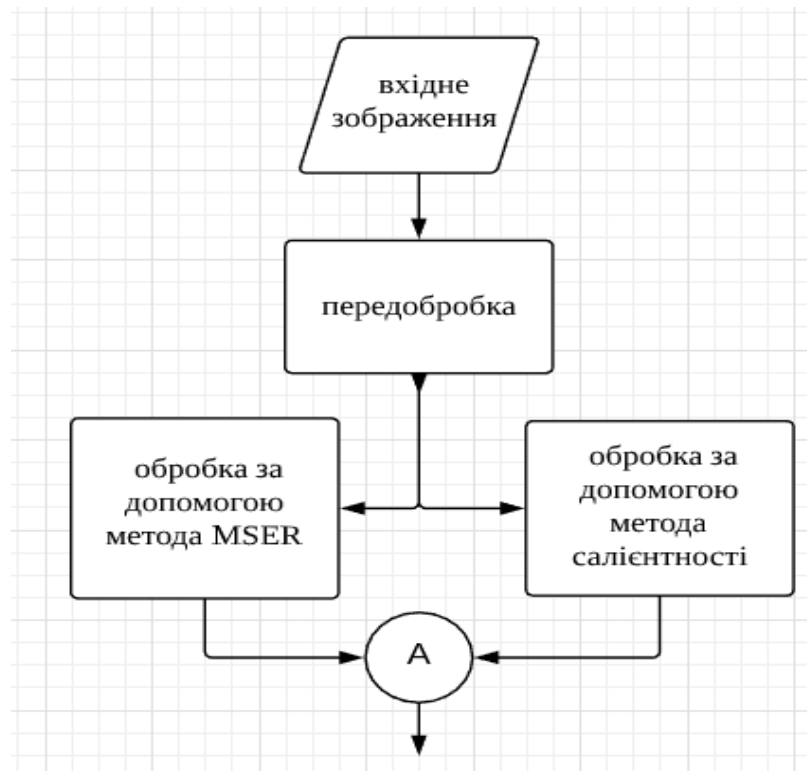 вхідне
зображення
передобробка
обробка за
допомогою
метода MSER
обробка за
допомогою
метода
салієнтності
A